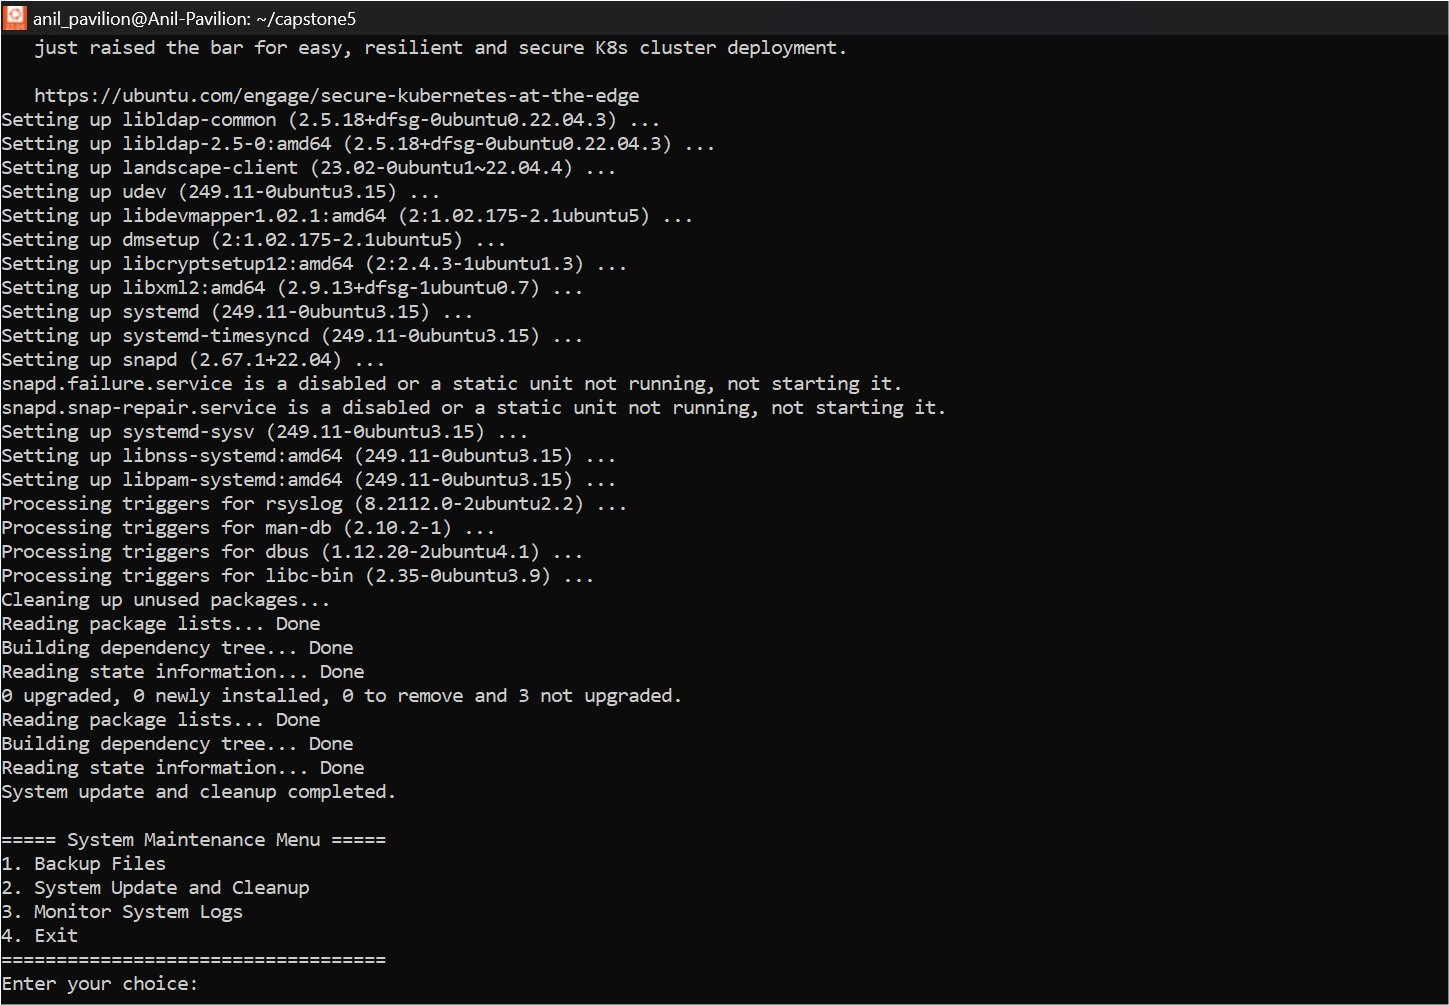 anil_pavilion@Anil-Pavilion: ~/capstone5
just raised the bar for easy, resilient and secure K8s cluster deployment.
https://ubuntu.com/engage/secure-kubernetes-at-the-edge
Setting up libldap-common (2.5.18+dfsg-0ubuntu0.22.04.3) ...
Setting up libldap-2.5-0:amd64 (2.5.18+dfsg-0ubuntu0.22.04.3) ...
Setting up landscape-client (23.02-0ubuntu1~22.04.4) ...
Setting up udev (249.11-0ubuntu3.15) ...
Setting up libdevmapper1.02.1:amd64 (2:1.02.175-2.1ubuntu5) ...
Setting up dmsetup (2:1.02.175-2.1ubuntu5) ...
Setting up libcryptsetup12:amd64 (2:2.4.3-1ubuntu1.3) ...
Setting up libxml2:amd64 (2.9.13+dfsg-1ubuntu0.7) ...
Setting up systemd (249.11-0ubuntu3.15) ...
Setting up systemd-timesyncd (249.11-0ubuntu3.15) ...
Setting up snapd (2.67.1+22.04) ...
snapd.failure.service is a disabled or a static unit not running, not starting it.
snapd.snap-repair.service is a disabled or a static unit not running, not starting it.
Setting up systemd-sysv (249.11-0ubuntu3.15) ...
Setting up libnss-systemd:amd64 (249.11-0ubuntu3.15) ...
Setting up libpam-systemd:amd64 (249.11-0ubuntu3.15) ...
Processing triggers for rsyslog (8.2112.0-2ubuntu2.2) ...
Processing triggers for man-db (2.10.2-1) ...
Processing triggers for dbus (1.12.20-2ubuntu4.1) ...
Processing triggers for libc-bin (2.35-0ubuntu3.9) ...
Cleaning up unused packages...
Reading package lists... Done
Building dependency tree... Done
Reading state information... Done
0 upgraded, 0 newly installed, 0 to remove and 3 not upgraded.
Reading package lists... Done
Building dependency tree... Done
Reading state information... Done
System update and cleanup completed.
===== System Maintenance Menu =====
1. Backup Files
2. System Update and Cleanup
3. Monitor System Logs
4. Exit
===================================
Enter your choice: